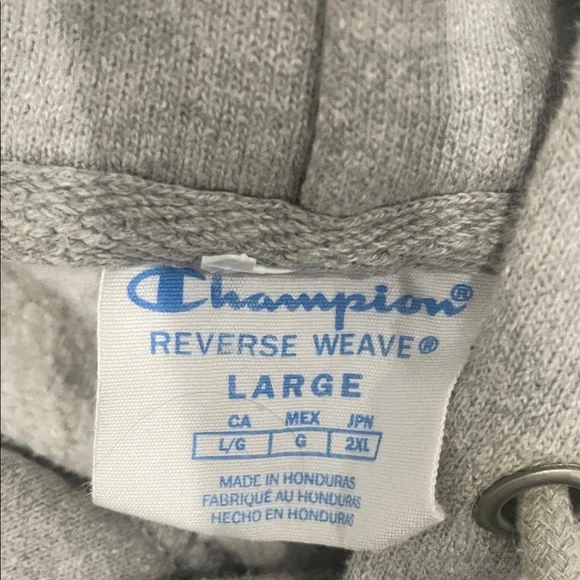 Champion®
REVERSE WEAVE®
LARGE
CA MEX JPN
L/G G 2XL
MADE IN HONDURAS
FABRIQUÉ AU HONDURAS
HECHO EN HONDURAS